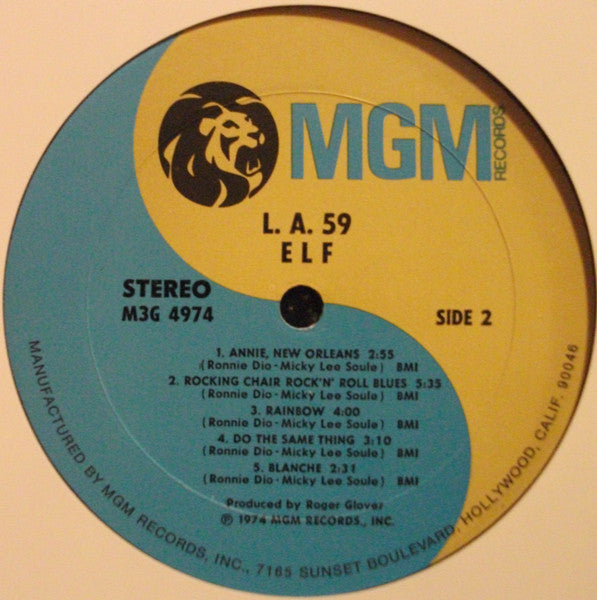 MGM
RECORDS
L. A. 59
ELF
STEREO
M3G 4974
SIDE 2
1. ANNIE, NEW ORLEANS 2:55
(Ronnie Dio - Micky Lee Soule) BMI
2. ROCKING CHAIR ROCK'N' ROLL BLUES 5:35
(Ronnie Dio - Micky Lee Soule) BMI
3. RAINBOW 4:00
(Ronnie Dio - Micky Lee Soule) BMI
4. DO THE SAME THING 3:10
(Ronnie Dio - Micky Lee Soule) BMI
5. BLANCHE 2:31
(Ronnie Dio - Micky Lee Soule) BMI
Produced by Roger Glover
℗ 1974 MGM RECORDS., INC.
MANUFACTURED BY MGM RECORDS, INC., 7165 SUNSET BOULEVARD, HOLLYWOOD, CALIF. 90046